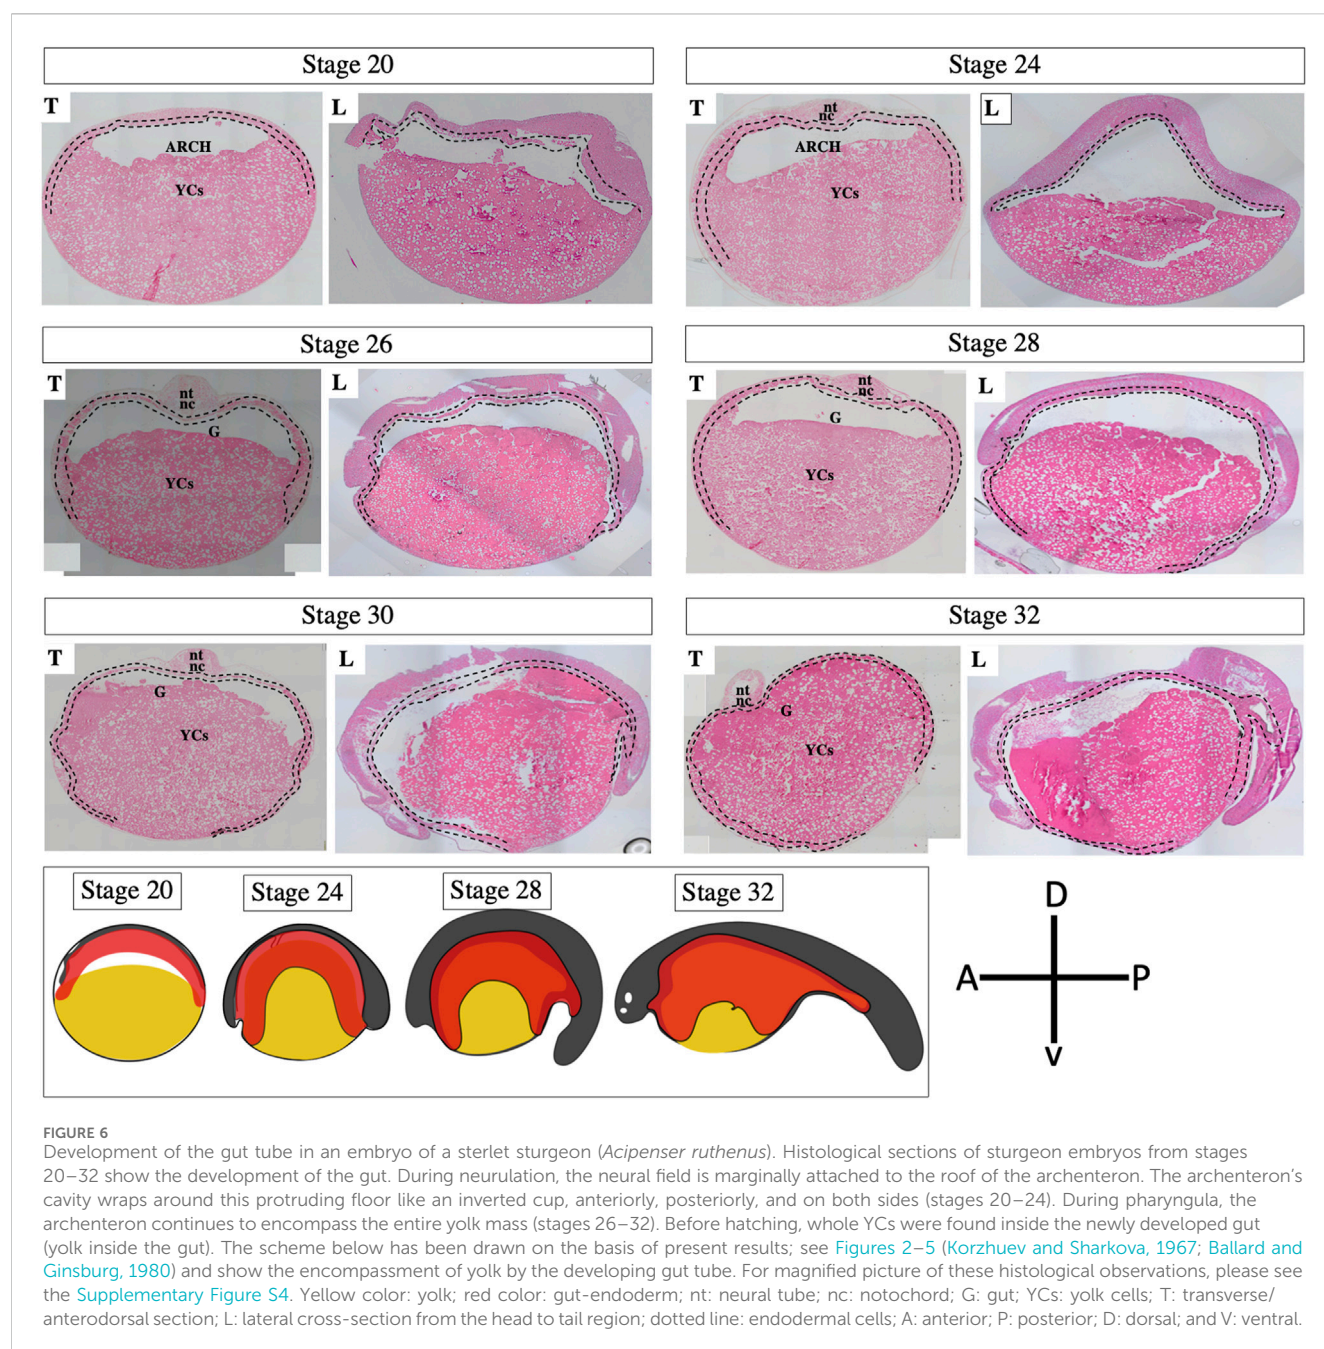 Stage 20
Stage 24
T
ARCH
YCs
L
T
nt
nc
ARCH
YCs
L
Stage 26
Stage 28
T
nt
nc
G
YCs
L
T
nt
nc
G
YCs
L
Stage 30
Stage 32
T
nt
nc
G
YCs
L
T
nt
nc
G
YCs
L
Stage 20
Stage 24
Stage 28
Stage 32
D
A
P
V
FIGURE 6
Development of the gut tube in an embryo of a sterlet sturgeon (Acipenser ruthenus). Histological sections of sturgeon embryos from stages
20–32 show the development of the gut. During neurulation, the neural field is marginally attached to the roof of the archenteron. The archenteron's
cavity wraps around this protruding floor like an inverted cup, anteriorly, posteriorly, and on both sides (stages 20–24). During pharyngula, the
archenteron continues to encompass the entire yolk mass (stages 26–32). Before hatching, whole YCs were found inside the newly developed gut
(yolk inside the gut). The scheme below has been drawn on the basis of present results; see Figures 2–5 (Korzhuev and Sharkova, 1967; Ballard and
Ginsburg, 1980) and show the encompassment of yolk by the developing gut tube. For magnified picture of these histological observations, please see
the Supplementary Figure S4. Yellow color: yolk; red color: gut-endoderm; nt: neural tube; nc: notochord; G: gut; YCs: yolk cells; T: transverse/
anterodorsal section; L: lateral cross-section from the head to tail region; dotted line: endodermal cells; A: anterior; P: posterior; D: dorsal; and V: ventral.